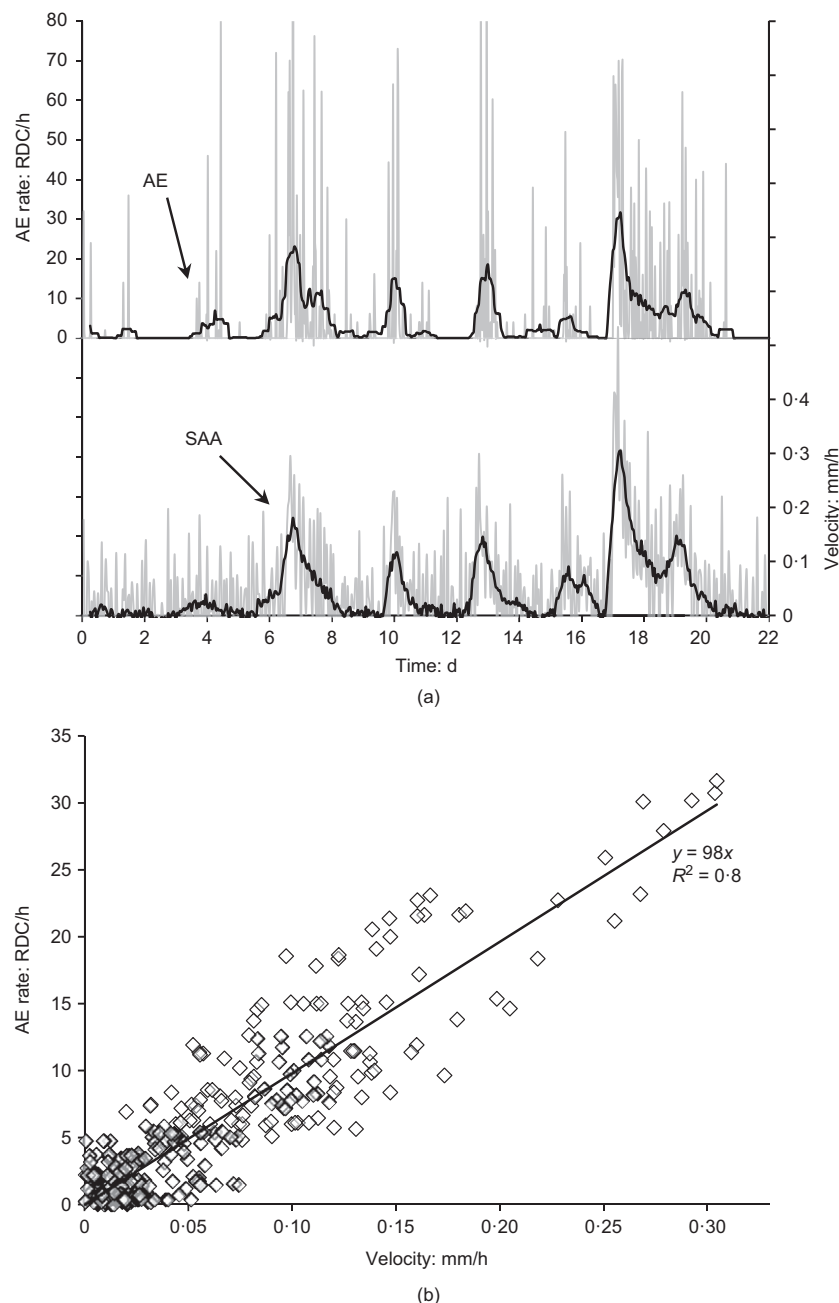 80
70
60
50
40
30
20
10
0
AE rate: RDC/h
AE
SAA
0·4
0·3
0·2
0·1
0
Velocity: mm/h
0 2 4 6 8 10 12 14 16 18 20 22
Time: d
(a)
35
30
25
20
15
10
5
0
AE rate: RDC/h
y = 98x
R² = 0·8
0 0·05 0·10 0·15 0·20 0·25 0·30
Velocity: mm/h
(b)